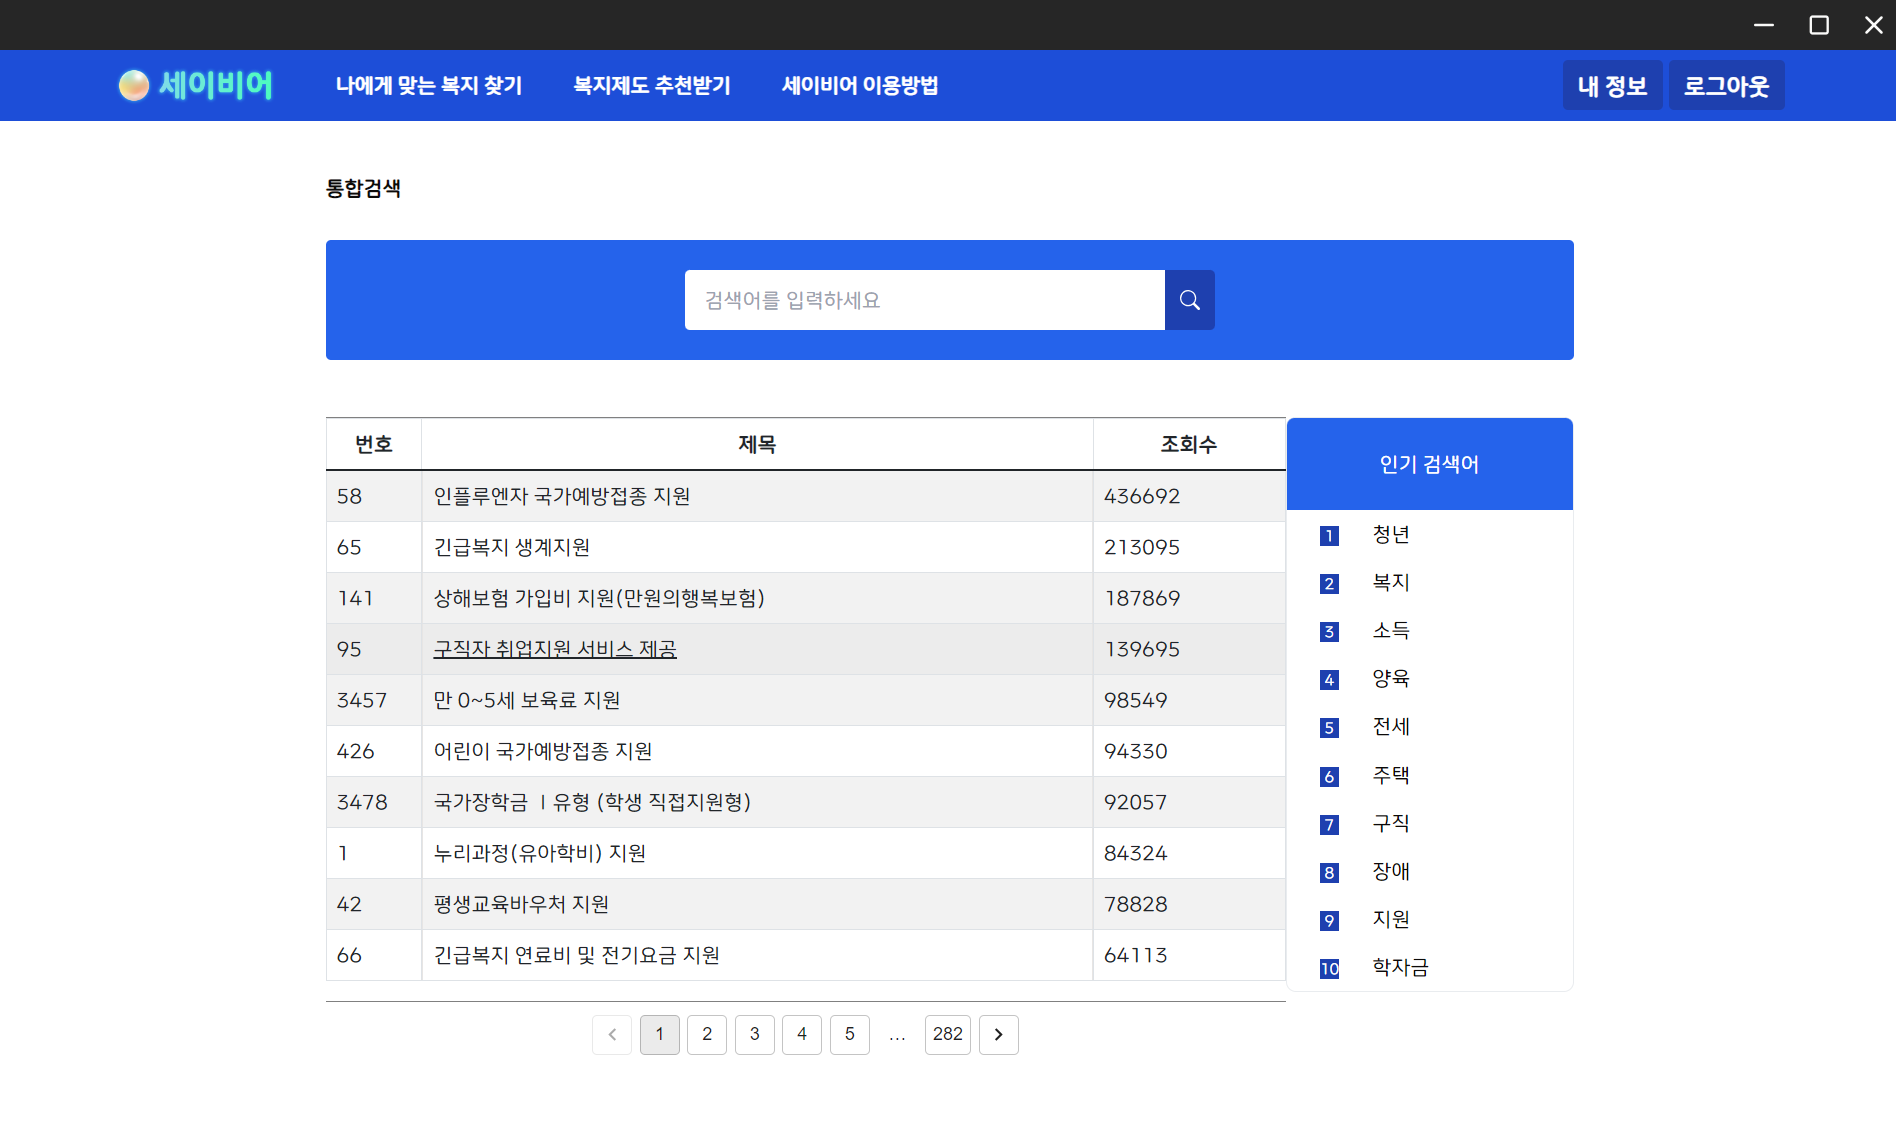 세이비어 나에게 맞는 복지 찾기 복지제도 추천받기 세이비어 이용방법 내 정보 로그아웃
통합검색
검색어를 입력하세요
번호 제목 조회수
58 인플루엔자 국가예방접종 지원 436692
65 긴급복지 생계지원 213095
141 상해보험 가입비 지원(만원의행복보험) 187869
95 구직자 취업지원 서비스 제공 139695
3457 만 0~5세 보육료 지원 98549
426 어린이 국가예방접종 지원 94330
3478 국가장학금 ㅣ유형 (학생 직접지원형) 92057
1 누리과정(유아학비) 지원 84324
42 평생교육바우처 지원 78828
66 긴급복지 연료비 및 전기요금 지원 64113
인기 검색어
1 청년
2 복지
3 소득
4 양육
5 전세
6 주택
7 구직
8 장애
9 지원
10 학자금
1 2 3 4 5 ... 282